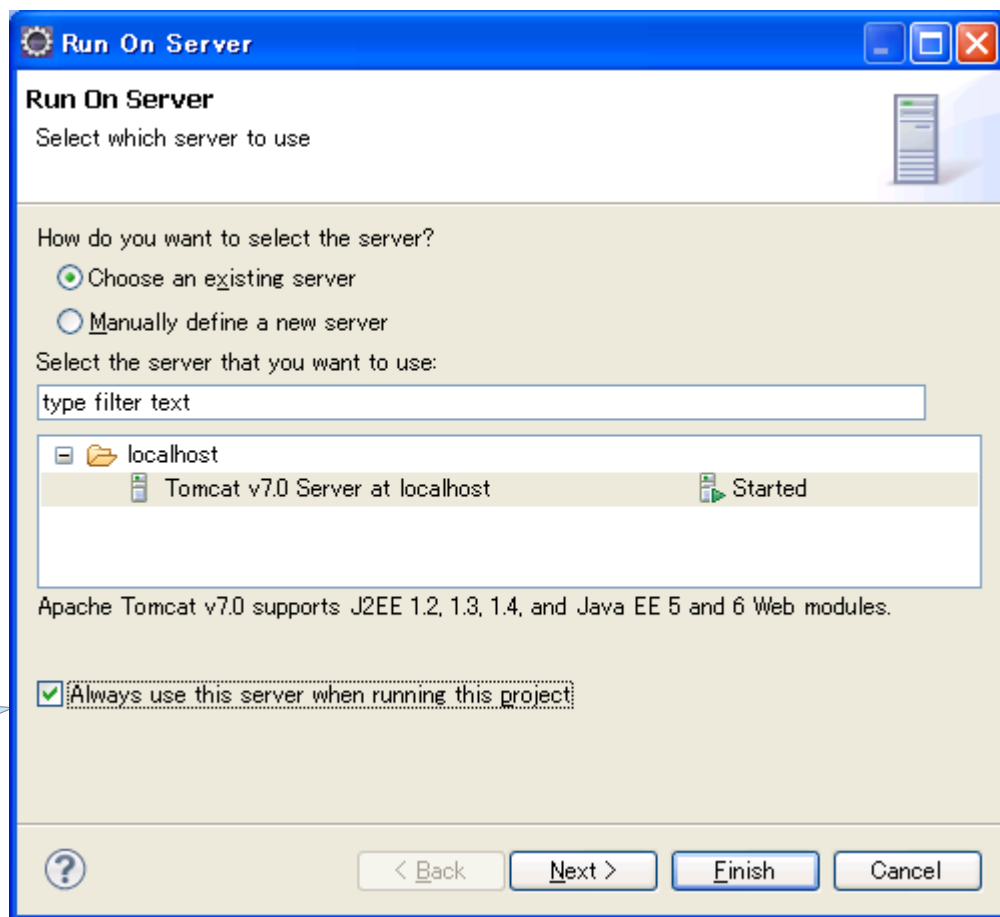 Run On Server
Run On Server
Select which server to use
How do you want to select the server?
Choose an existing server
Manually define a new server
Select the server that you want to use:
type filter text
localhost
Tomcat v7.0 Server at localhost Started
Apache Tomcat v7.0 supports J2EE 1.2, 1.3, 1.4, and Java EE 5 and 6 Web modules.
Always use this server when running this project
? < Back Next > Finish Cancel